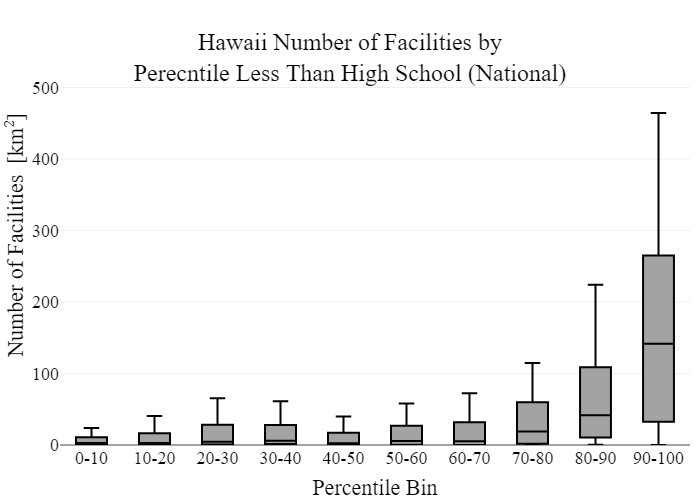 Hawaii Number of Facilities by
Perecntile Less Than High School (National)
Number of Facilities [km²]
500
400
300
200
100
0
0-10 10-20 20-30 30-40 40-50 50-60 60-70 70-80 80-90 90-100
Percentile Bin